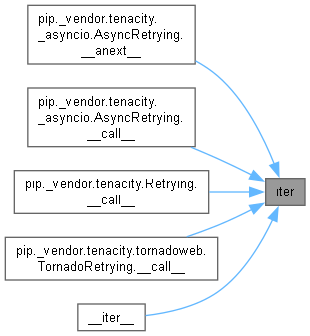 pip._vendor.tenacity.
_asyncio.AsyncRetrying.
__anext__
pip._vendor.tenacity.
_asyncio.AsyncRetrying.
__call__
pip._vendor.tenacity.Retrying.
__call__
iter
pip._vendor.tenacity.tornadoweb.
TornadoRetrying.__call__
__iter__